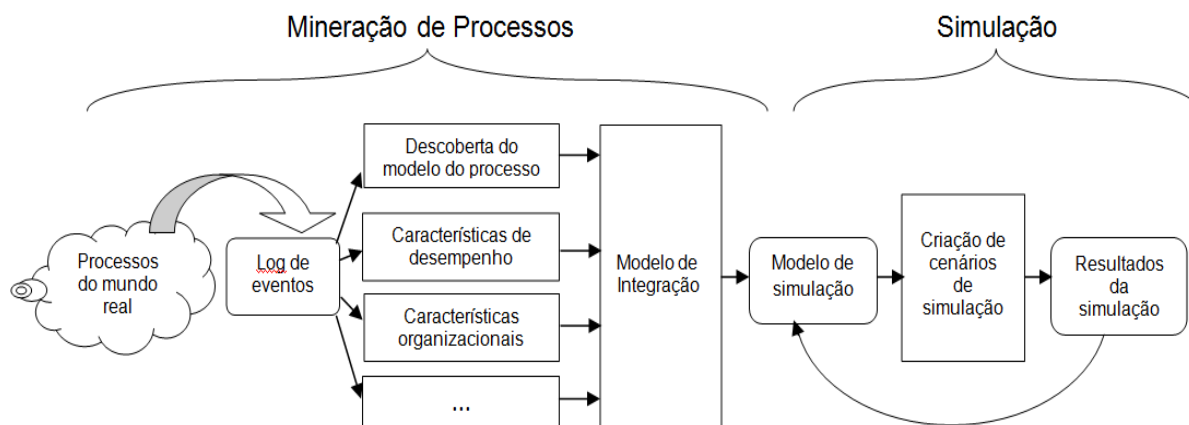 Mineração de Processos
Simulação
Processos
do mundo
real
Log de
eventos
Descoberta do
modelo do processo
Características de
desempenho
Características
organizacionais
...
Modelo de
Integração
Modelo de
simulação
Criação de
cenários
de
simulação
Resultados
da
simulação